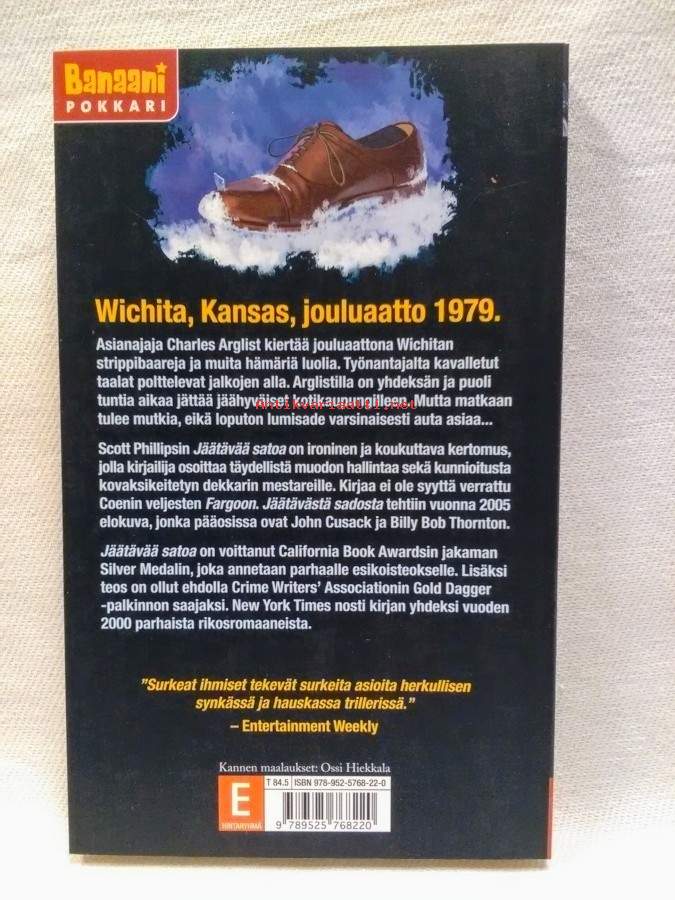 Banaani
POKKARI
Wichita, Kansas, jouluaatto 1979.
Asianajaja Charles Arglist kiertää jouluaattona Wichitan
strippibaareja ja muita hämäriä luolia. Työnantajalta kavalletut
taalat polttelevat jalkojen alla. Arglistilla on yhdeksän ja puoli
tuntia aikaa jättää jäähyväiset kotikaupungilleen. Mutta matkaan
tulee mutkia, eikä loputon lumisade varsinaisesti auta asiaa...
Scott Phillipsin Jäätävää satoa on ironinen ja koukuttava kertomus,
jolla kirjailija osoittaa täydellistä muodon hallintaa sekä kunnioitusta
kovaksikeitetyn dekkarin mestareille. Kirjaa ei ole syyttä verrattu
Coenin veljesten Fargoon. Jäätävästä sadosta tehtiin vuonna 2005
elokuva, jonka pääosissa ovat John Cusack ja Billy Bob Thornton.
Jäätävää satoa on voittanut California Book Awardsin jakaman
Silver Medalin, joka annetaan parhaalle esikoisteokselle. Lisäksi
teos on ollut ehdolla Crime Writers' Associationin Gold Dagger
-palkinnon saajaksi. New York Times nosti kirjan yhdeksi vuoden
2000 parhaista rikosromaaneista.
"Surkeat ihmiset tekevät surkeita asioita herkullisen
synkässä ja hauskassa trillerissä."
– Entertainment Weekly
Kannen maalaukset: Ossi Hiekkala
T 84.5 ISBN 978-952-5768-22-0
E
HINTARYHMÄ
9 789525 768220